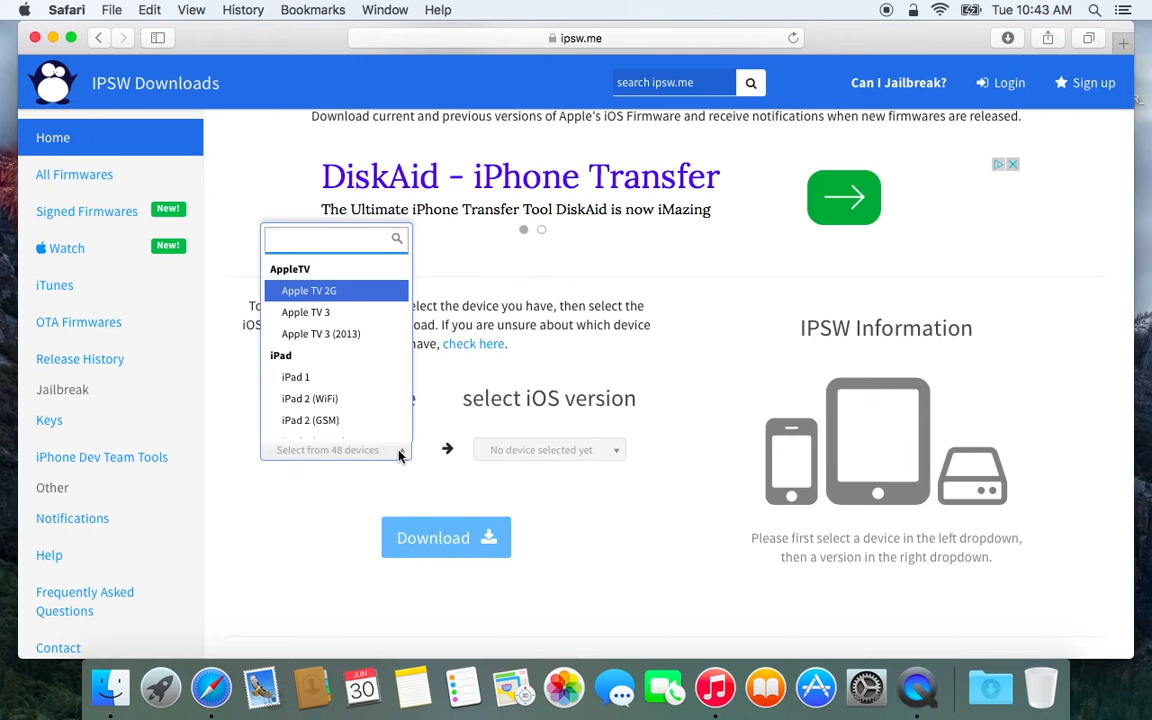 Safari File Edit View History Bookmarks Window Help Tue 10:43 AM
ipsw.me
IPSW Downloads search ipsw.me Can I Jailbreak? Login Sign up
Home
All Firmwares
Signed Firmwares New!
Watch New!
iTunes
OTA Firmwares
Release History
Jailbreak
Keys
iPhone Dev Team Tools
Other
Notifications
Help
Frequently Asked
Questions
Contact
Download current and previous versions of Apple's iOS Firmware and receive notifications when new firmwares are released.
DiskAid - iPhone Transfer
The Ultimate iPhone Transfer Tool DiskAid is now iMazing
AppleTV
Apple TV 2G
Apple TV 3
Apple TV 3 (2013)
iPad
iPad 1
iPad 2 (WiFi)
iPad 2 (GSM)
Select from 48 devices
elect the device you have, then select the
oad. If you are unsure about which device
have, check here.
select iOS version
No device selected yet
Download
IPSW Information
Please first select a device in the left dropdown,
then a version in the right dropdown.
JUN
30